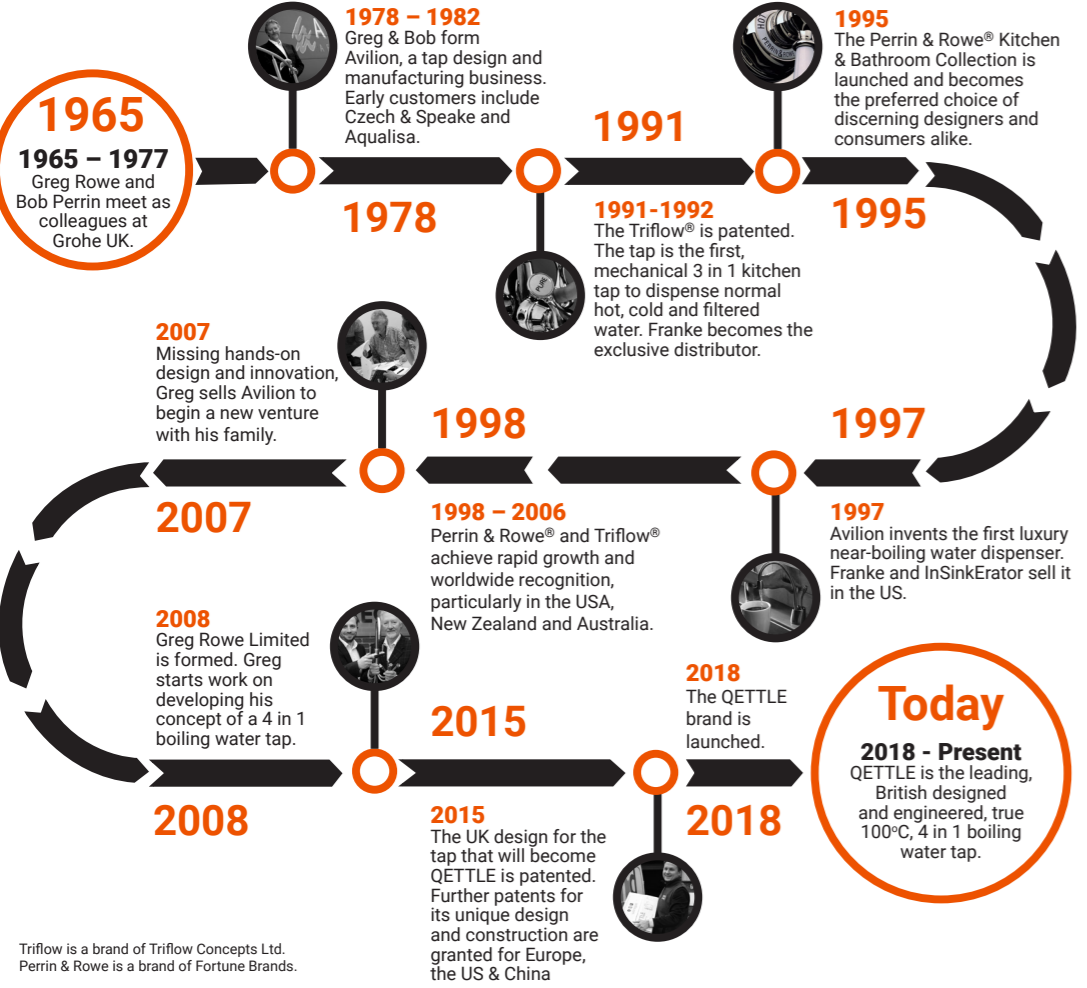 1965
1965 – 1977
Greg Rowe and
Bob Perrin meet as
colleagues at
Grohe UK.
1978 – 1982
Greg & Bob form
Avilion, a tap design and
manufacturing business.
Early customers include
Czech & Speake and
Aqualisa.
1978
1991
1991-1992
The Triflow® is patented.
The tap is the first,
mechanical 3 in 1 kitchen
tap to dispense normal
hot, cold and filtered
water. Franke becomes the
exclusive distributor.
PURE
1995
The Perrin & Rowe® Kitchen
& Bathroom Collection is
launched and becomes
the preferred choice of
discerning designers and
consumers alike.
1995
1997
1997
Avilion invents the first luxury
near-boiling water dispenser.
Franke and InSinkErator sell it
in the US.
1998
1998 – 2006
Perrin & Rowe® and Triflow®
achieve rapid growth and
worldwide recognition,
particularly in the USA,
New Zealand and Australia.
2007
Missing hands-on
design and innovation,
Greg sells Avilion to
begin a new venture
with his family.
2007
2008
Greg Rowe Limited
is formed. Greg
starts work on
developing his
concept of a 4 in 1
boiling water tap.
2008
2015
2015
The UK design for the
tap that will become
QETTLE is patented.
Further patents for
its unique design
and construction are
granted for Europe,
the US & China
2018
The QETTLE
brand is
launched.
2018
Today
2018 - Present
QETTLE is the leading,
British designed
and engineered, true
100ºC, 4 in 1 boiling
water tap.
Triflow is a brand of Triflow Concepts Ltd.
Perrin & Rowe is a brand of Fortune Brands.